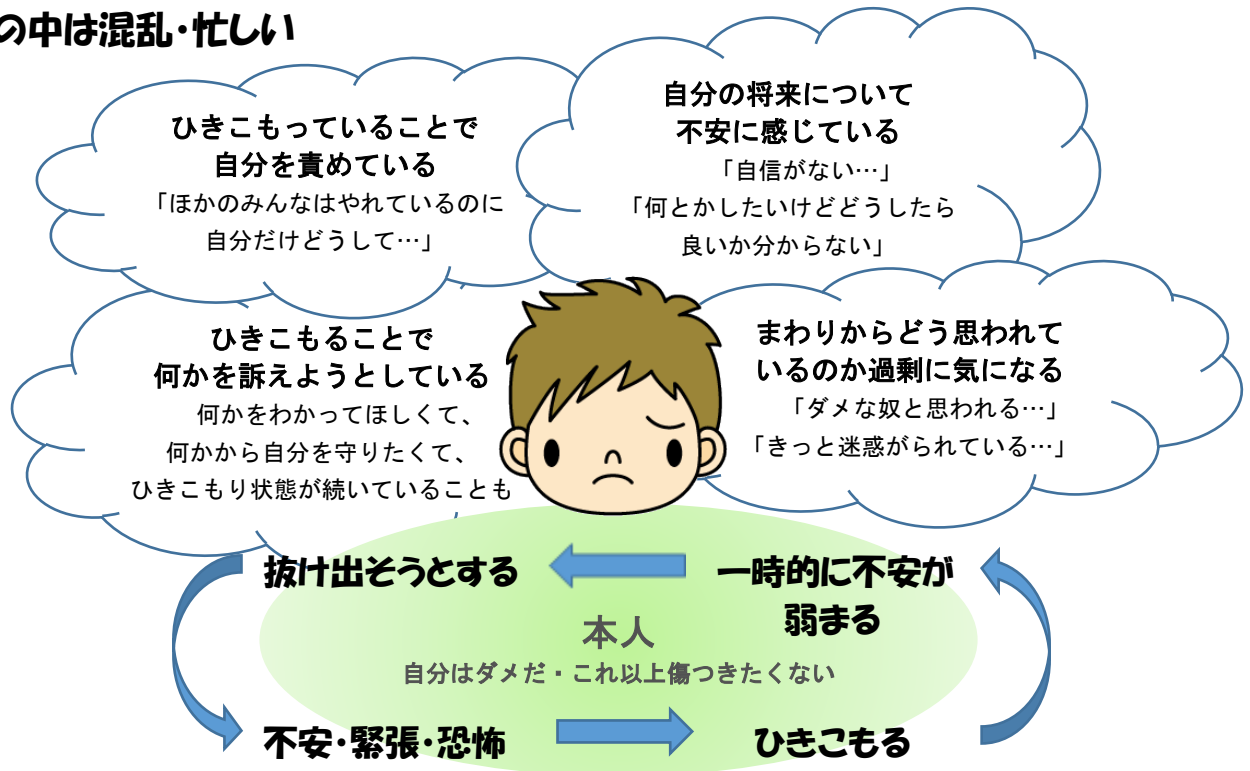 の中は混乱・忙しい
ひきこもっていることで
自分を責めている
「ほかのみんなはやれているのに
自分だけどうして…」
自分の将来について
不安に感じている
「自信がない…」
「何とかしたいけどどうしたら
良いか分からない」
ひきこもることで
何かを訴えようとしている
何かをわかってほしくて、
何かから自分を守りたくて、
ひきこもり状態が続いていることも
まわりからどう思われて
いるのか過剰に気になる
「ダメな奴と思われる…」
「きっと迷惑がられている…」
抜け出そうとする
一時的に不安が
弱まる
本人
自分はダメだ・これ以上傷つきたくない
不安・緊張・恐怖
ひきこもる